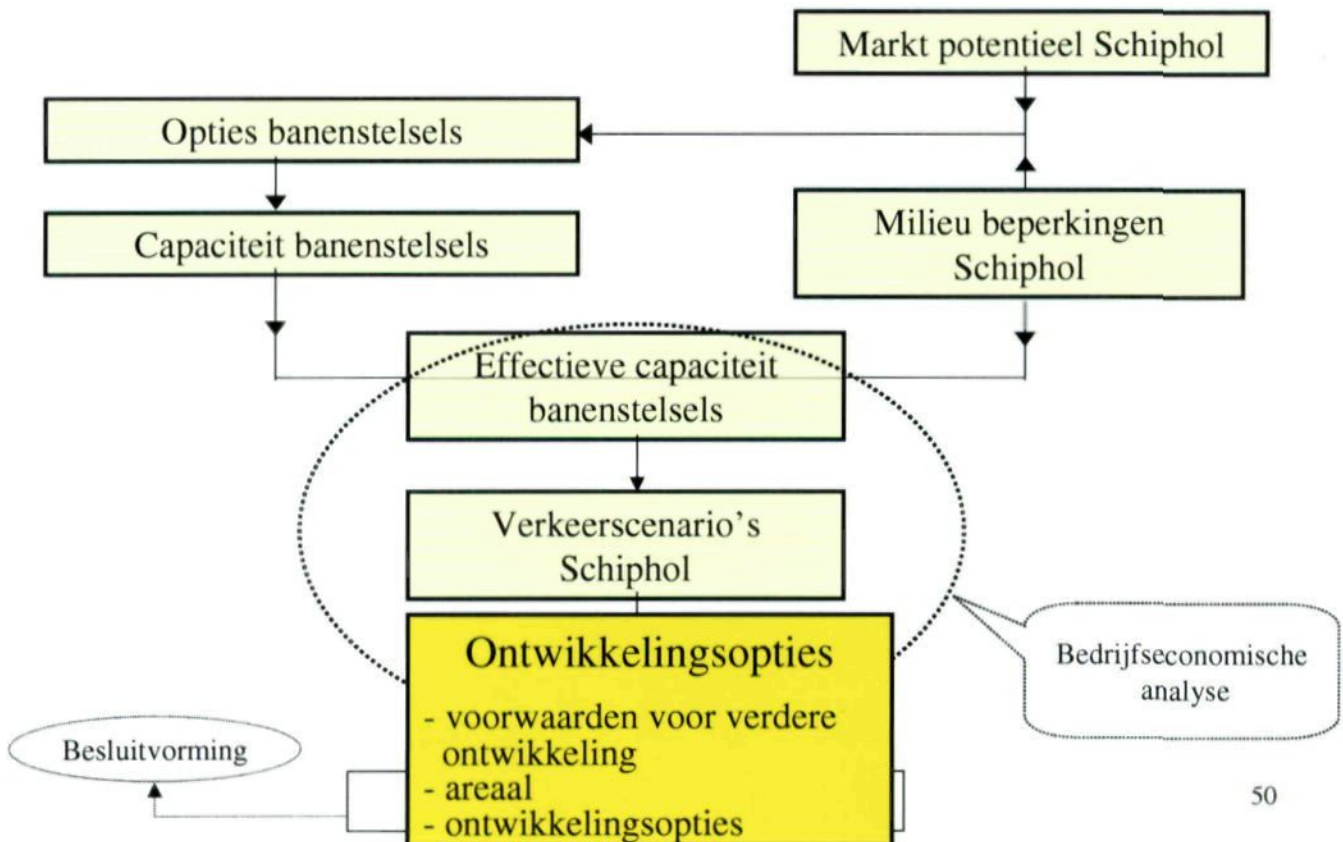 Markt potentieel Schiphol
Opties banenstelsels
Capaciteit banenstelsels
Milieu beperkingen
Schiphol
Effectieve capaciteit
banenstelsels
Verkeerscenario's
Schiphol
Ontwikkelingsopties
- voorwaarden voor verdere
ontwikkeling
- areaal
- ontwikkelingsopties
Bedrijfseconomische
analyse
Besluitvorming
50